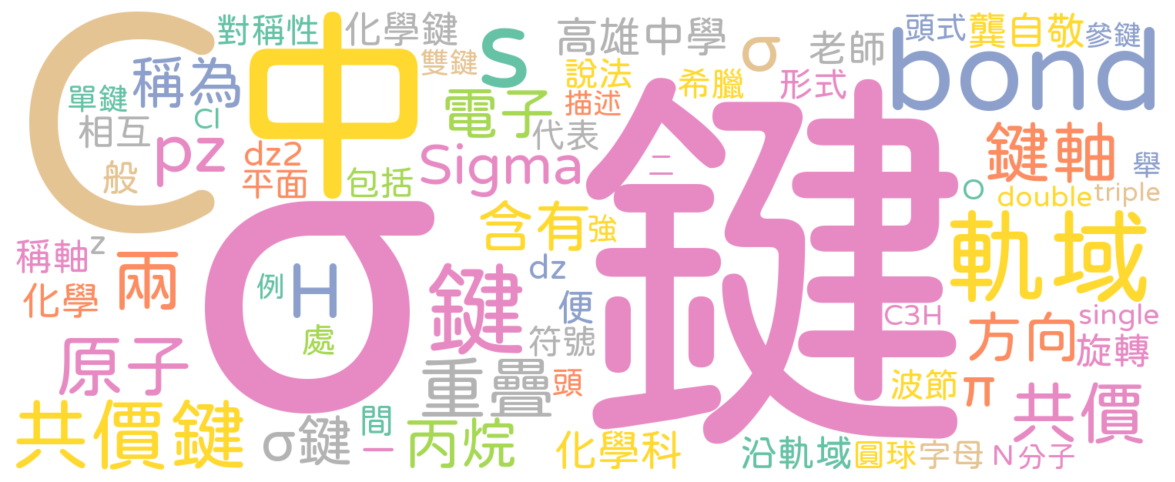 對稱性
化學鍵
雙鍵
S
高雄中學
σ
老師
頭式
龔自敬
參鍵
C
中
單鍵
稱為
Cl
相互
pz
般
dz2
平面
包括
電子
說法
描述
代表
希臘
形式
bond
Sigma
二
鍵
鍵軸
舉
O
double
triple
稱軸
z
兩
化學
σ
例
H
處
含有
強
dz
便
鍵
符號
軌域
C3H
single
方向
旋轉
原子
重疊
頭
波節
π
共價
共價鍵
σ鍵
間
一
丙烷
化學科
沿軌域
圓球
字母
N
分子